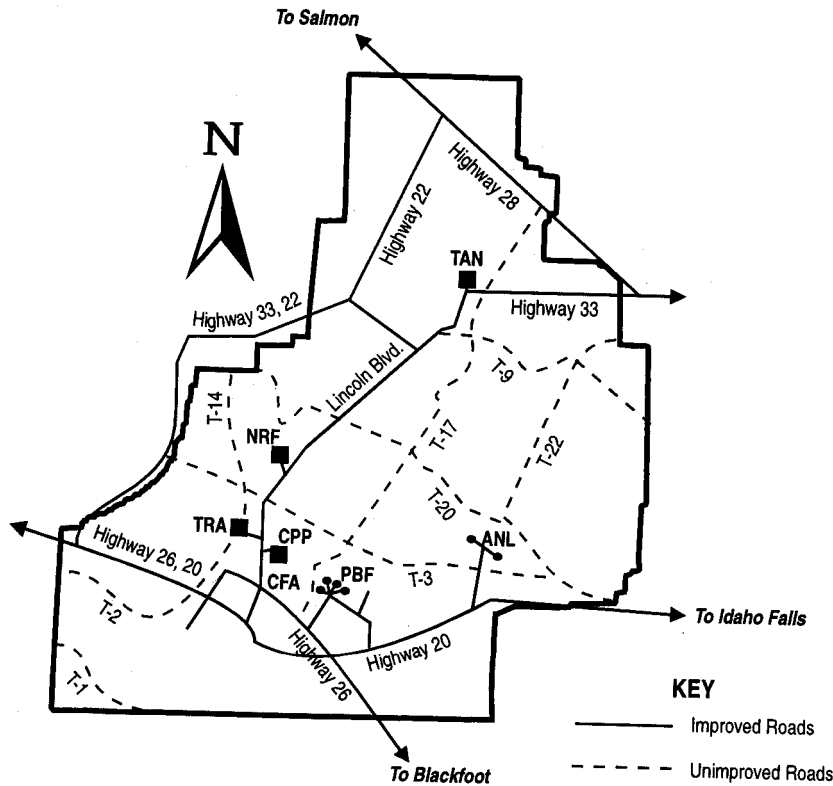 To Salmon
N
Highway 28
Highway 22
TAN
Highway 33, 22
Highway 33
Lincoln Blvd.
T-9
T-14
NRF
T-17
T-22
T-20
TRA
CPP
ANL
Highway 26, 20
CFA
PBF
T-3
T-2
To Idaho Falls
Highway 20
Highway 26
T-1
KEY
Improved Roads
To Blackfoot
Unimproved Roads